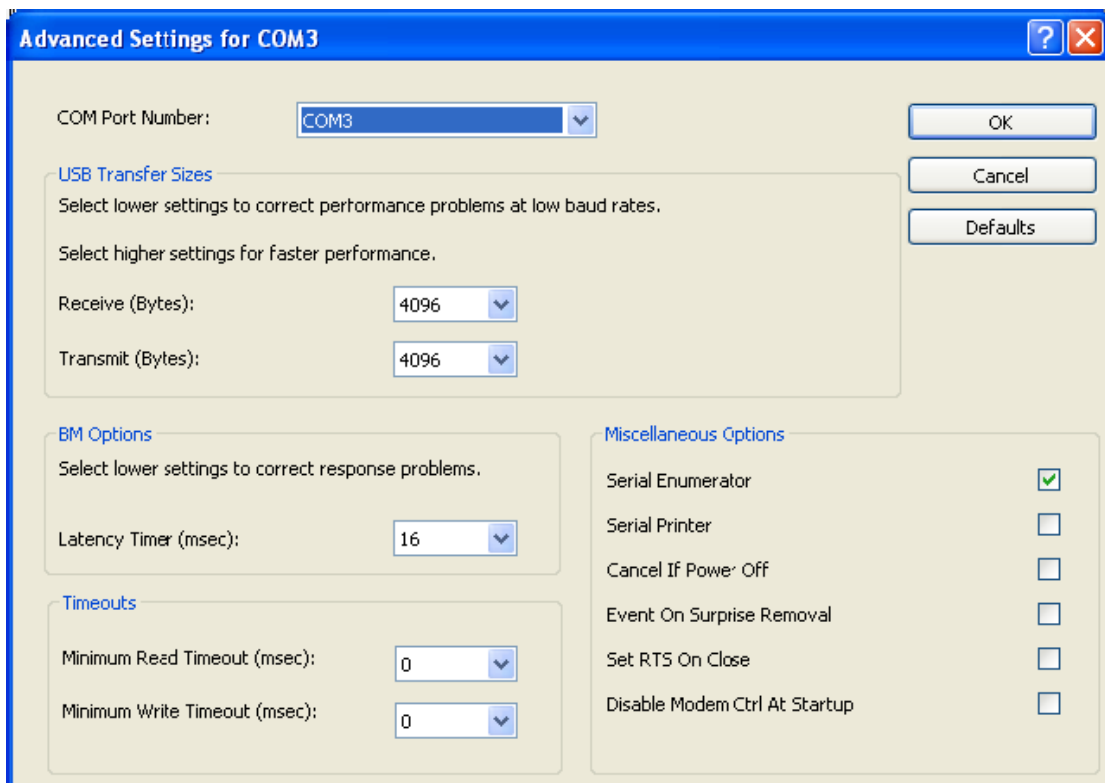 Advanced Settings for COM3
COM Port Number:
COM3
OK
Cancel
Defaults
USB Transfer Sizes
Select lower settings to correct performance problems at low baud rates.
Select higher settings for faster performance.
Receive (Bytes):
4096
Transmit (Bytes):
4096
BM Options
Select lower settings to correct response problems.
Latency Timer (msec):
16
Timeouts
Minimum Read Timeout (msec):
0
Minimum Write Timeout (msec):
0
Miscellaneous Options
Serial Enumerator
Serial Printer
Cancel If Power Off
Event On Surprise Removal
Set RTS On Close
Disable Modem Ctrl At Startup